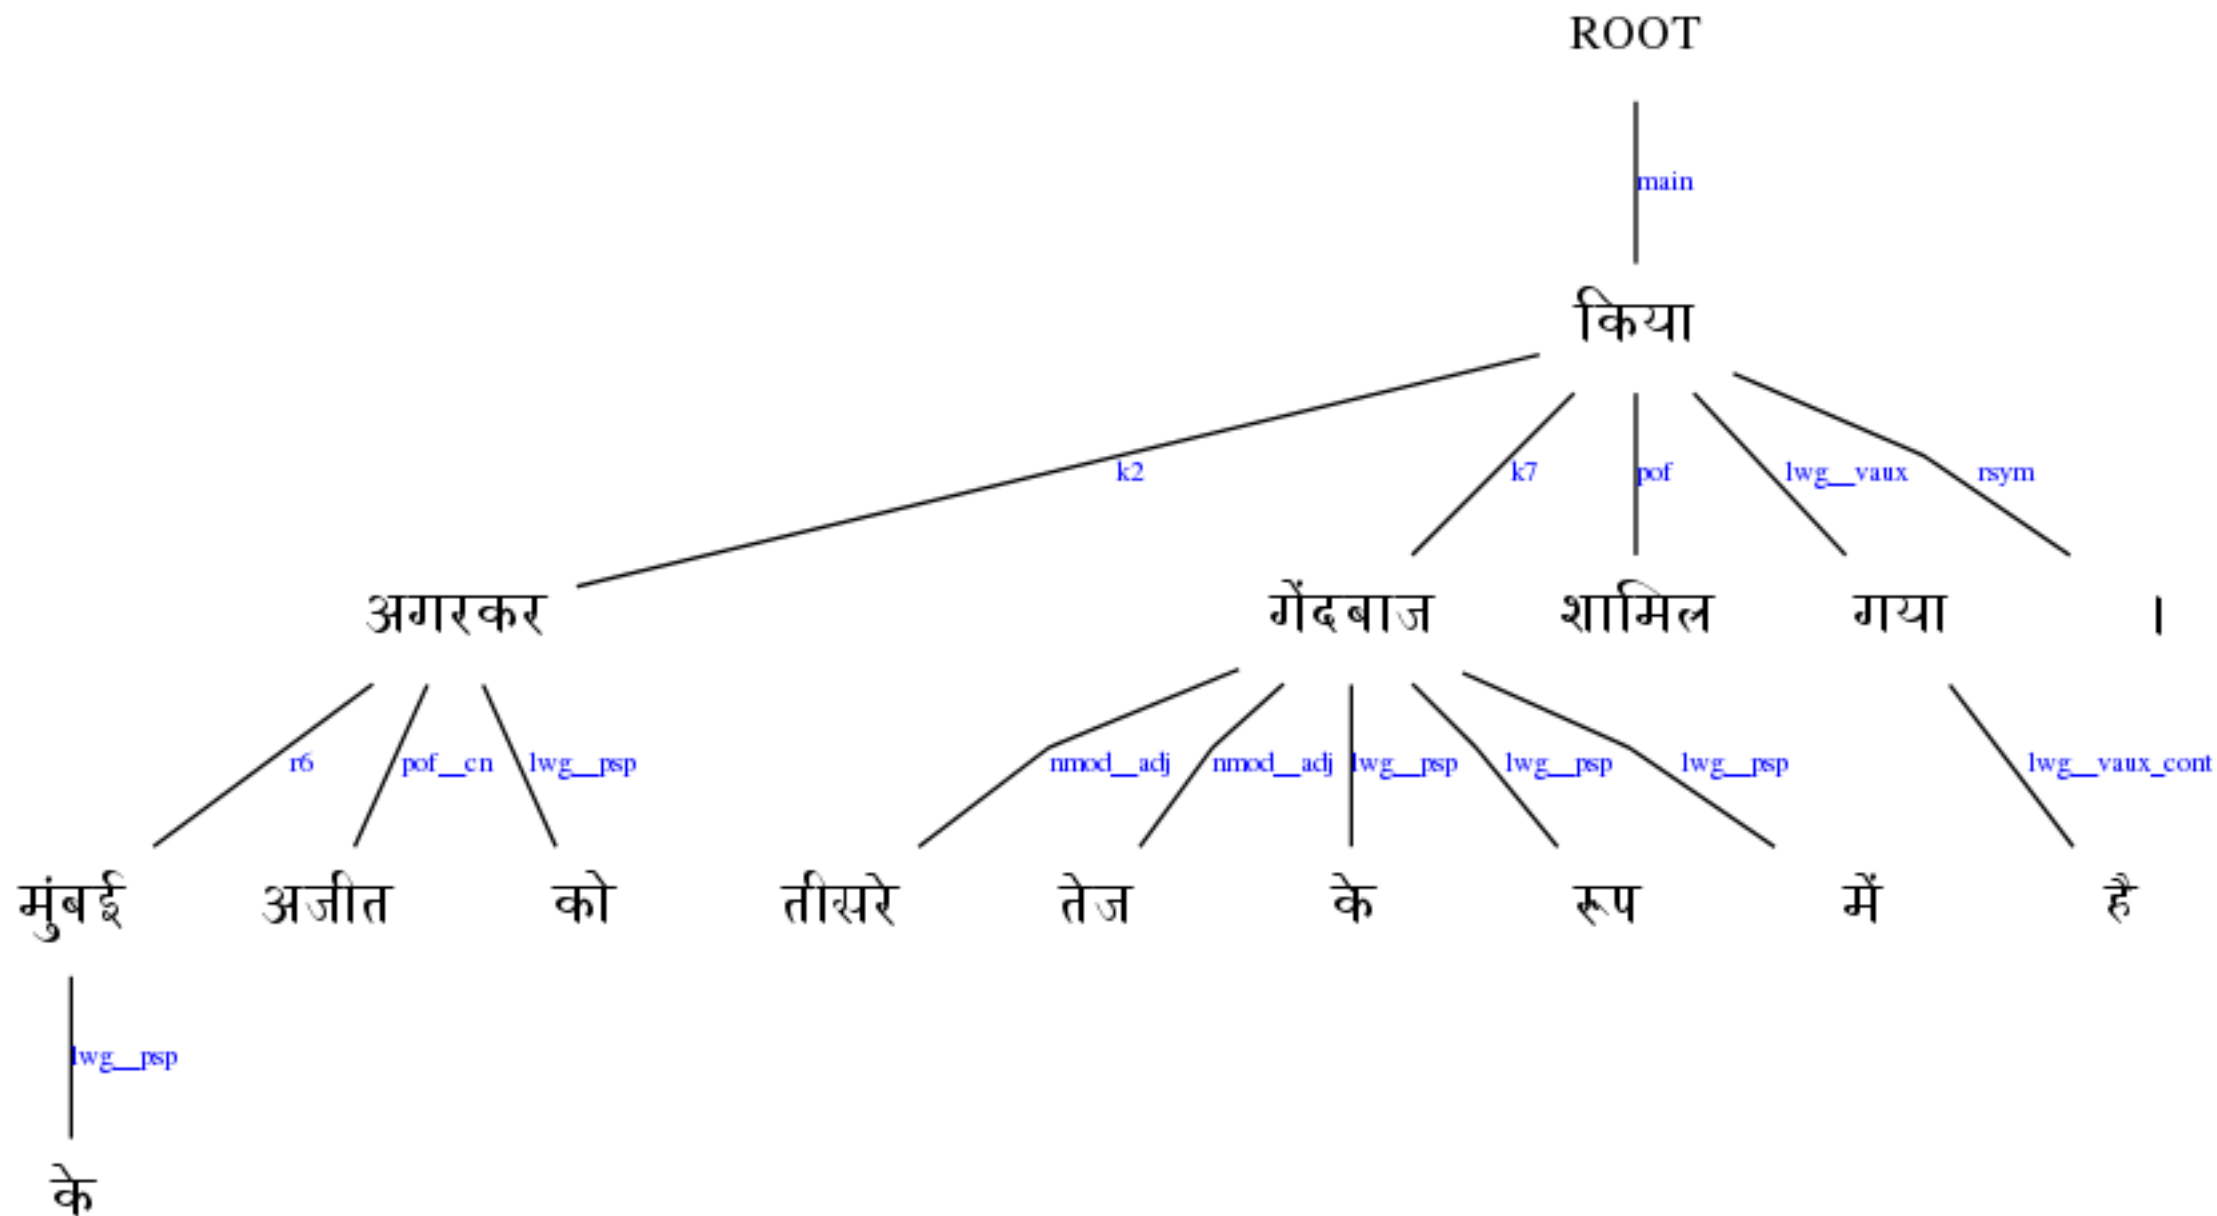 ROOT
main
किया
k2 k7 pof lwg__vaux rsym
अगरकर गेंदबाज शामिल गया ।
r6 pof__cn lwg__psp nmod__adj nmod__adj lwg__psp lwg__psp lwg__psp lwg__vaux_cont
मुंबई अजीत को तीसरे तेज के रूप में है
lwg__psp
के